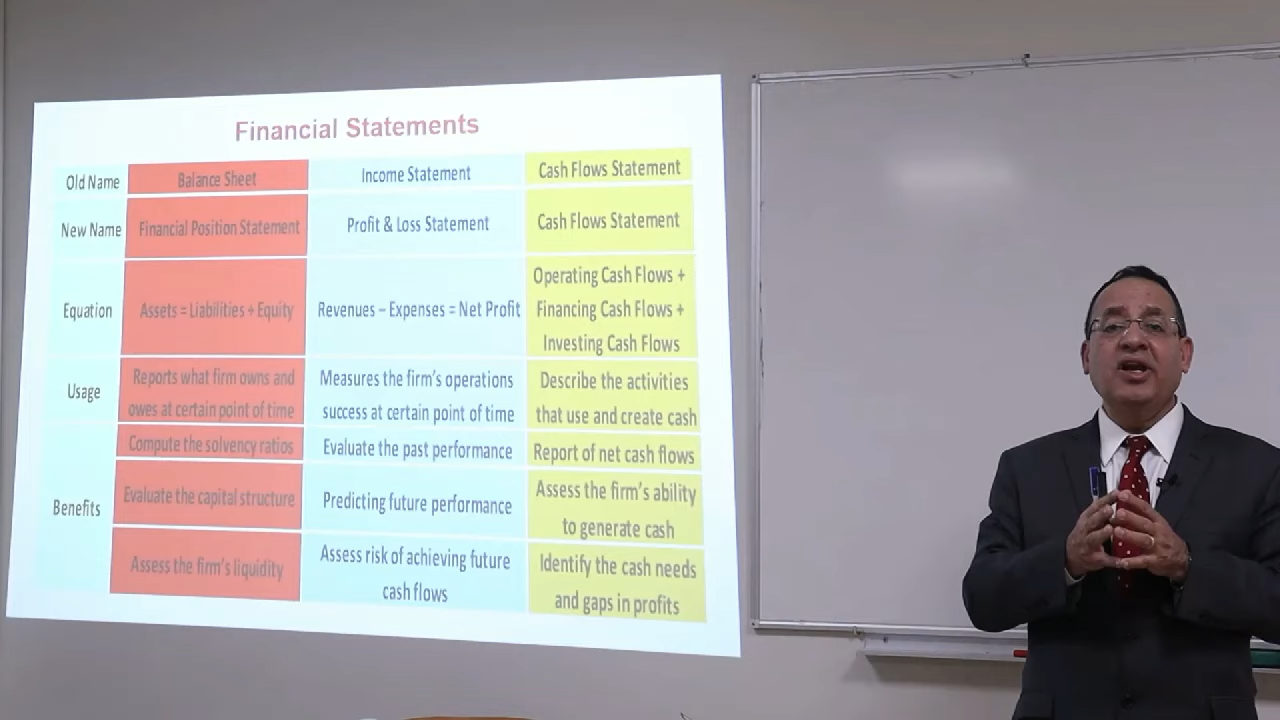 Financial Statements
Old Name Balance Sheet Income Statement Cash Flows Statement
New Name Financial Position Statement Profit & Loss Statement Cash Flows Statement
Equation Assets = Liabilities + Equity Revenues – Expenses = Net Profit Operating Cash Flows +
Financing Cash Flows +
Investing Cash Flows
Usage Reports what firm owns and
owes at certain point of time
Measures the firm's operations
success at certain point of time
Describe the activities
that use and create cash
Benefits
Compute the solvency ratios Evaluate the past performance Report of net cash flows
Evaluate the capital structure Predicting future performance Assess the firm's ability
to generate cash
Assess the firm's liquidity Assess risk of achieving future
cash flows
Identify the cash needs
and gaps in profits